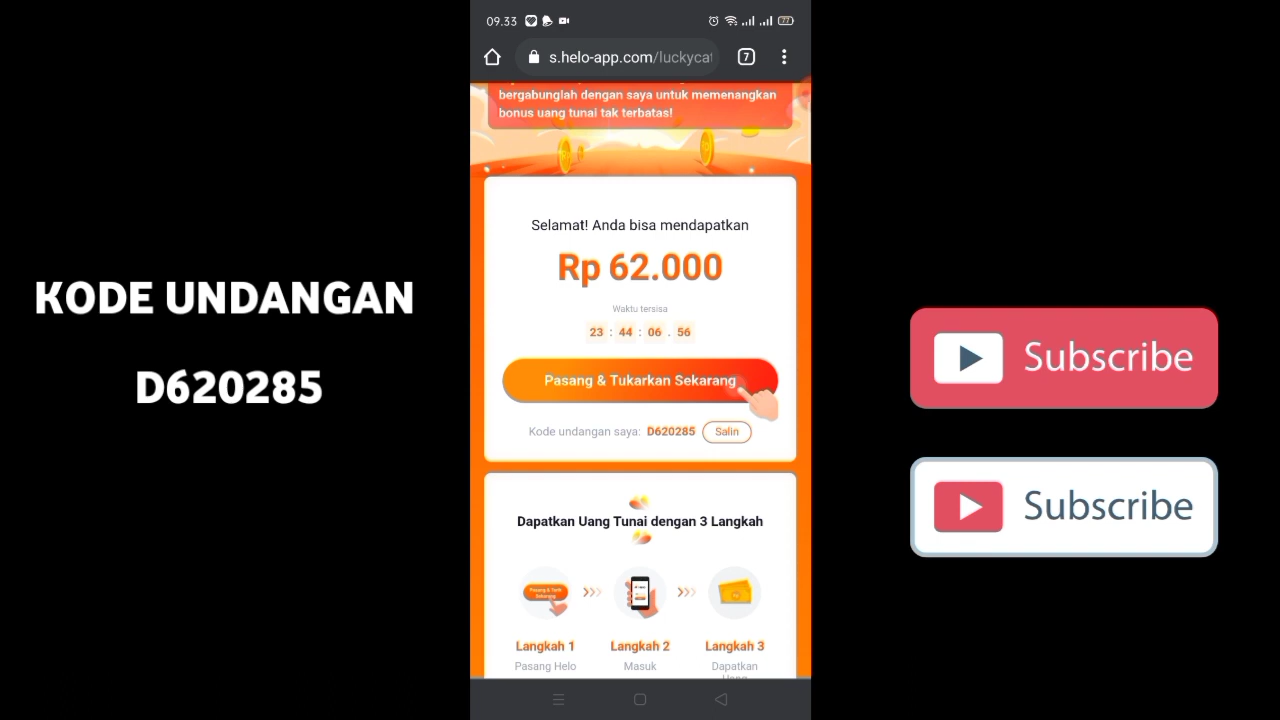 KODE UNDANGAN
D620285
09.33
77
s.helo-app.com/luckycat
7
bergabunglah dengan saya untuk memenangkan
bonus uang tunai tak terbatas!
Selamat! Anda bisa mendapatkan
Rp 62.000
Waktu tersisa
23 : 44 : 06 . 56
Pasang & Tukarkan Sekarang
Kode undangan saya: D620285 Salin
Dapatkan Uang Tunai dengan 3 Langkah
Langkah 1
Langkah 2
Langkah 3
Pasang Helo
Masuk
Dapatkan
Uang
Subscribe
Subscribe